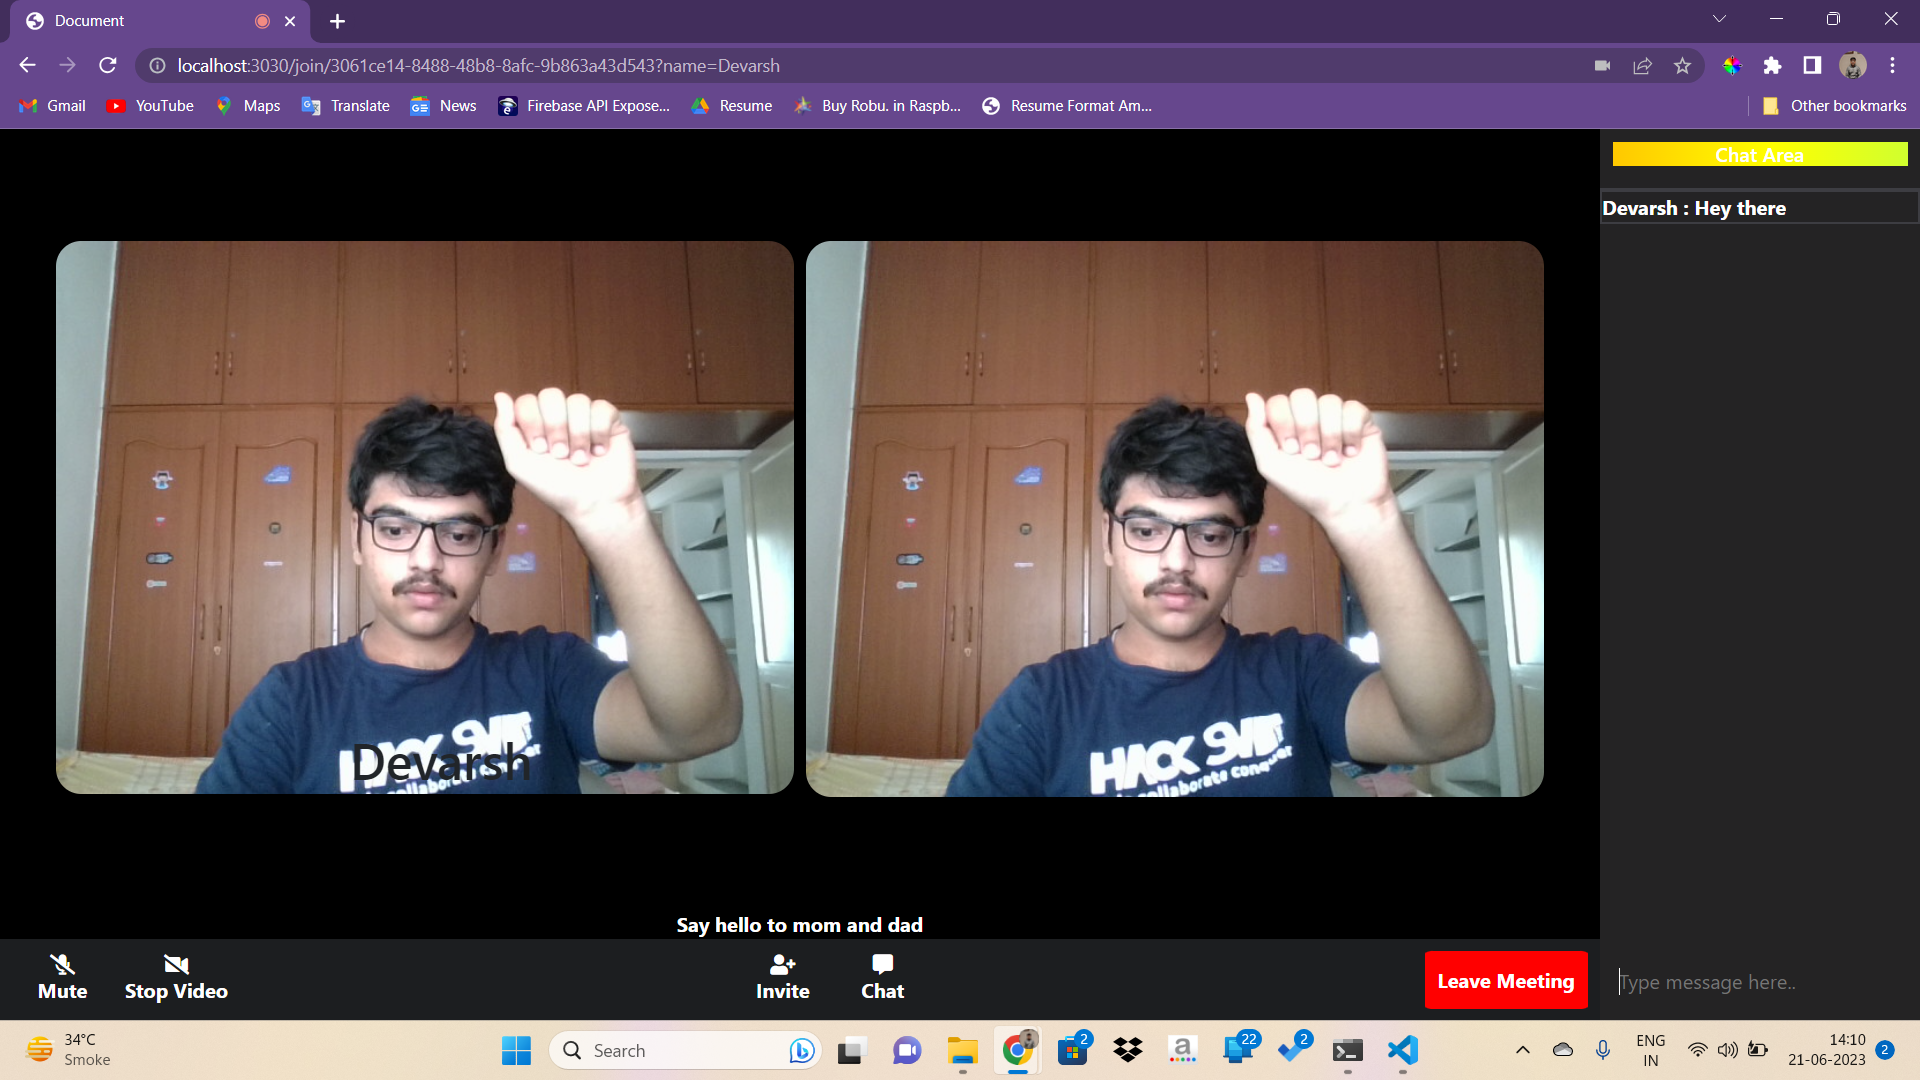 Document
localhost:3030/join/3061ce14-8488-48b8-8afc-9b863a43d543?name=Devarsh
Gmail
YouTube
Maps
Translate
News
Firebase API Expose...
Resume
Buy Robu. in Raspb...
Resume Format Am...
Other bookmarks
Chat Area
Devarsh : Hey there
HACK
collaborate
Devarsh
HACK
collaborate conquer
Say hello to mom and dad
Mute
Stop Video
Invite
Chat
Leave Meeting
Type message here..
34°C
Smoke
Search
2
22
2
ENG
IN
14:10
21-06-2023
2